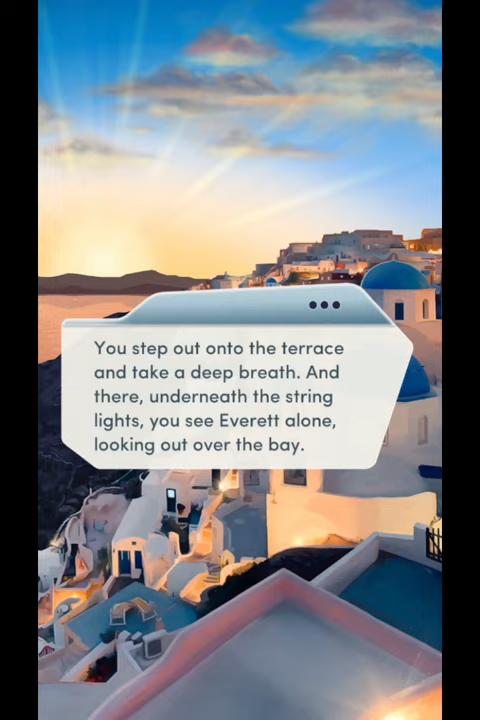 You step out onto the terrace
and take a deep breath. And
there, underneath the string
lights, you see Everett alone,
looking out over the bay.